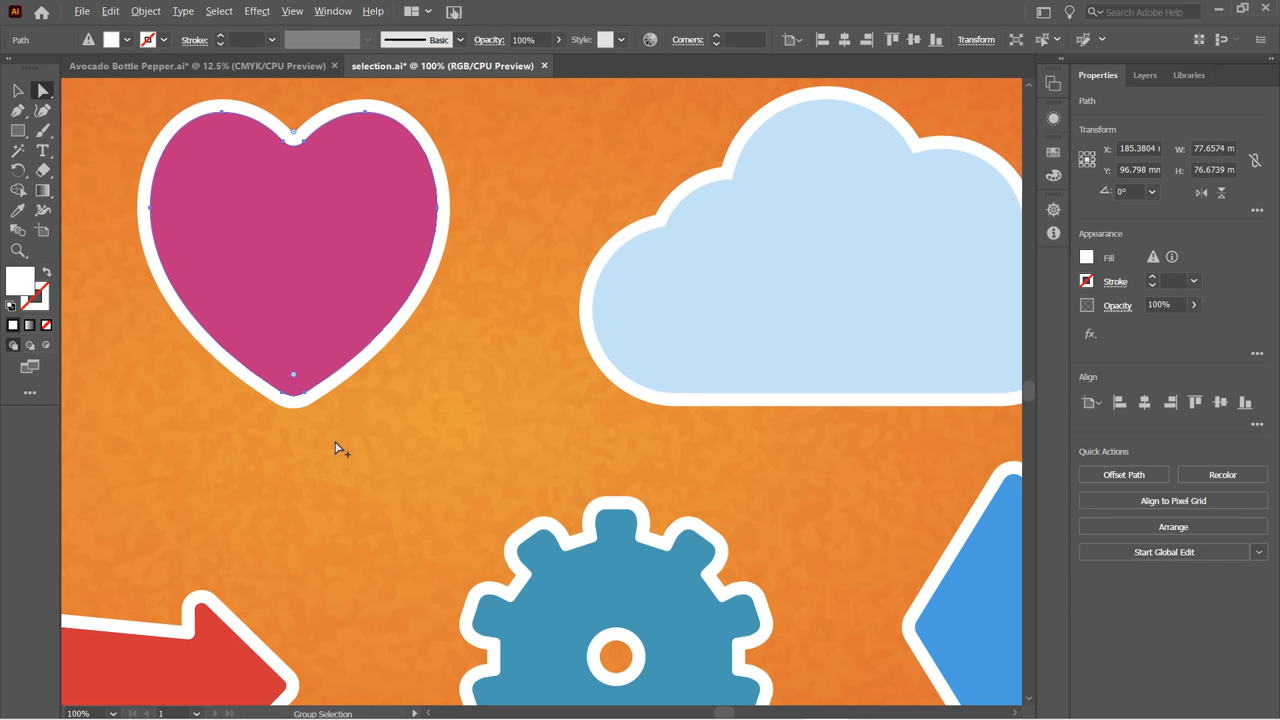 Ai File Edit Object Type Select Effect View Window Help Search Adobe Help
Path Stroke: Basic Opacity: 100% Style: Corners: Transform
Avocado Bottle Pepper.ai* @ 12.5% (CMYK/CPU Preview) × selection.ai* @ 100% (RGB/CPU Preview) ×
Properties Layers Libraries
Path
Transform
X: 185.3804 W: 77.6574 m
Y: 96.798 mm H: 76.6739 m
0°
Appearance
Fill
Stroke
Opacity 100%
fx.
Align
Quick Actions
Offset Path Recolor
Align to Pixel Grid
Arrange
Start Global Edit
100% 1 Group Selection